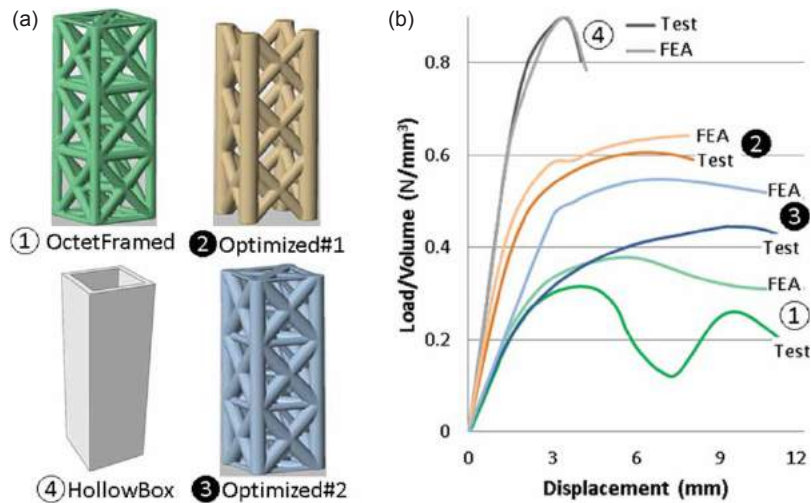 (a)
① OctetFramed
❷ Optimized#1
④ HollowBox
❸ Optimized#2
(b)
Load/Volume (N/mm³)
0.8
0.6
0.4
0.2
0
0 3 6 9 12
Displacement (mm)
④
Test
FEA
FEA
❷
Test
FEA
❸
Test
FEA
①
Test